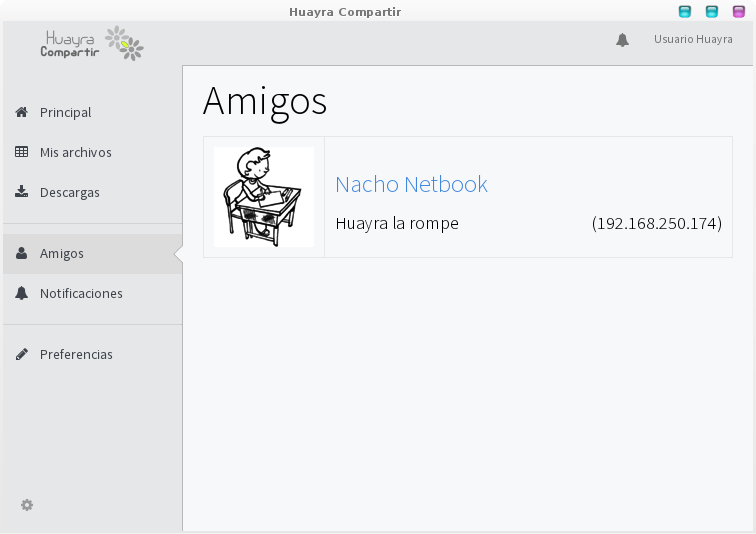 Huayra Compartir
Huayra
Compartir
Usuario Huayra
Principal
Mis archivos
Descargas
Amigos
Notificaciones
Preferencias
Amigos
Nacho Netbook
Huayra la rompe
(192.168.250.174)